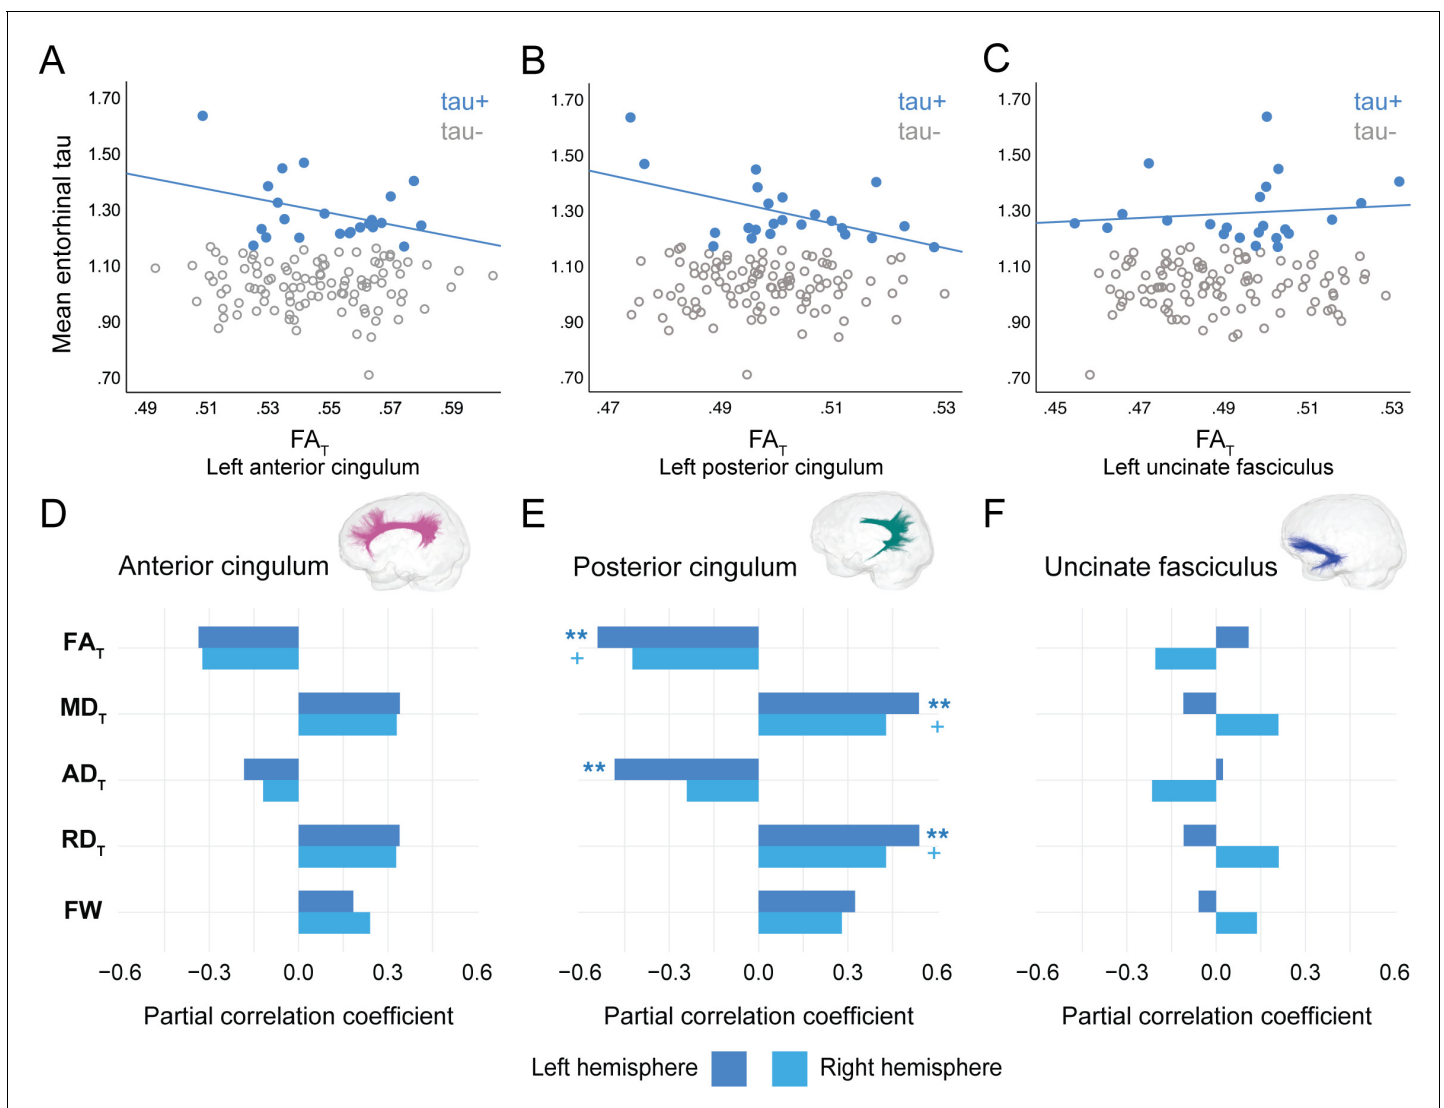 A
B
C
tau+
tau-
tau+
tau-
tau+
tau-
Mean entorhinal tau
1.70
1.50
1.30
1.10
.90
.70
1.70
1.50
1.30
1.10
.90
.70
1.70
1.50
1.30
1.10
.90
.70
.49 .51 .53 .55 .57 .59
.47 .49 .51 .53
.45 .47 .49 .51 .53
FAT
Left anterior cingulum
FAT
Left posterior cingulum
FAT
Left uncinate fasciculus
D
E
F
Anterior cingulum
Posterior cingulum
Uncinate fasciculus
FAT
MDT
ADT
RDT
FW
**
+
**
+
**
**
+
−0.6 −0.3 0.0 0.3 0.6
−0.6 −0.3 0.0 0.3 0.6
−0.6 −0.3 0.0 0.3 0.6
Partial correlation coefficient
Partial correlation coefficient
Partial correlation coefficient
Left hemisphere
Right hemisphere